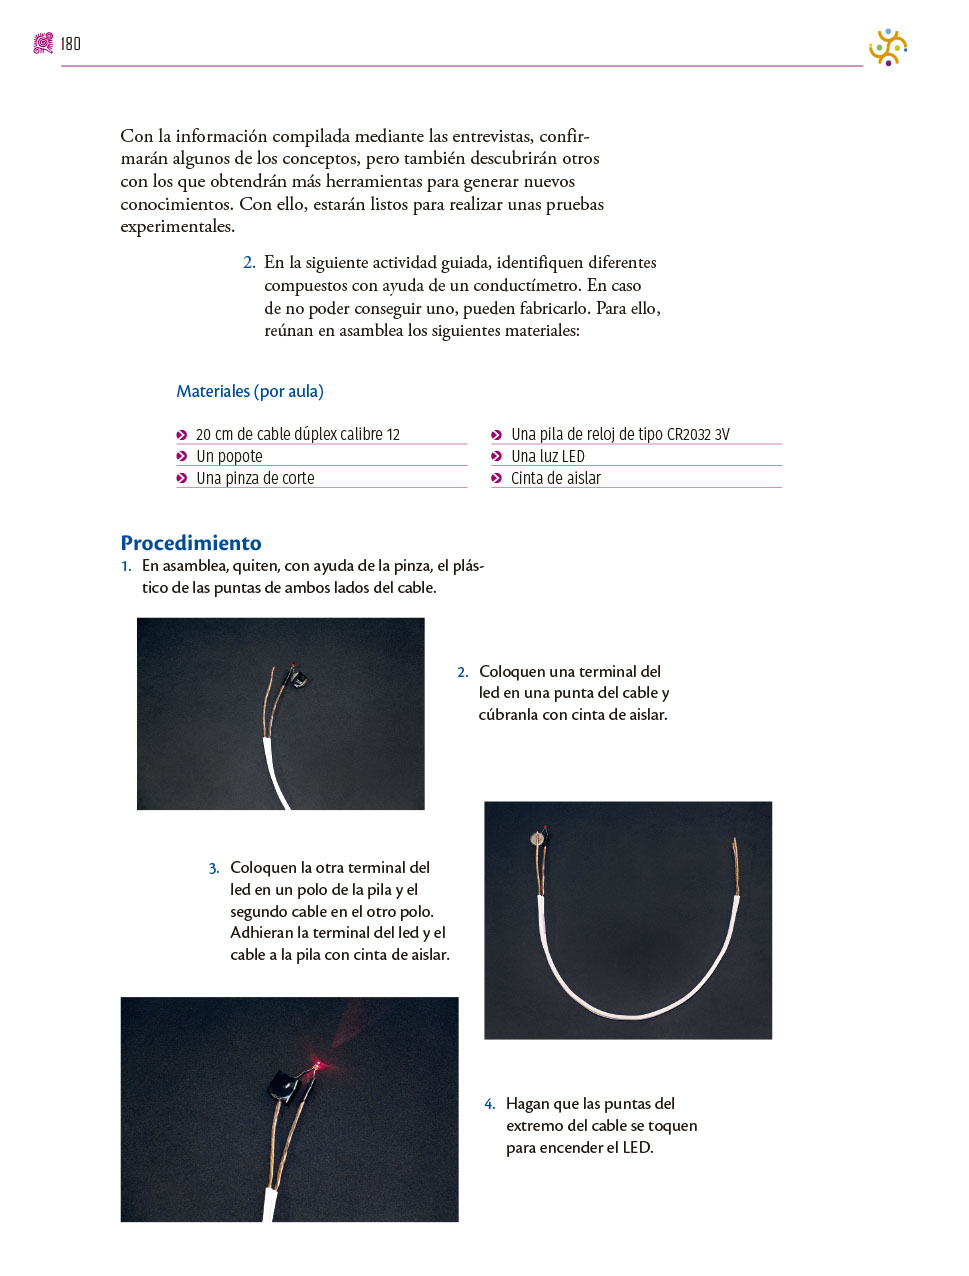 180
Con la información compilada mediante las entrevistas, confir-
marán algunos de los conceptos, pero también descubrirán otros
con los que obtendrán más herramientas para generar nuevos
conocimientos. Con ello, estarán listos para realizar unas pruebas
experimentales.
2. En la siguiente actividad guiada, identifiquen diferentes
compuestos con ayuda de un conductímetro. En caso
de no poder conseguir uno, pueden fabricarlo. Para ello,
reúnan en asamblea los siguientes materiales:
Materiales (por aula)
20 cm de cable dúplex calibre 12
Un popote
Una pinza de corte
Una pila de reloj de tipo CR2032 3V
Una luz LED
Cinta de aislar
Procedimiento
1. En asamblea, quiten, con ayuda de la pinza, el plás-
tico de las puntas de ambos lados del cable.
2. Coloquen una terminal del
led en una punta del cable y
cúbranla con cinta de aislar.
3. Coloquen la otra terminal del
led en un polo de la pila y el
segundo cable en el otro polo.
Adhieran la terminal del led y el
cable a la pila con cinta de aislar.
4. Hagan que las puntas del
extremo del cable se toquen
para encender el LED.